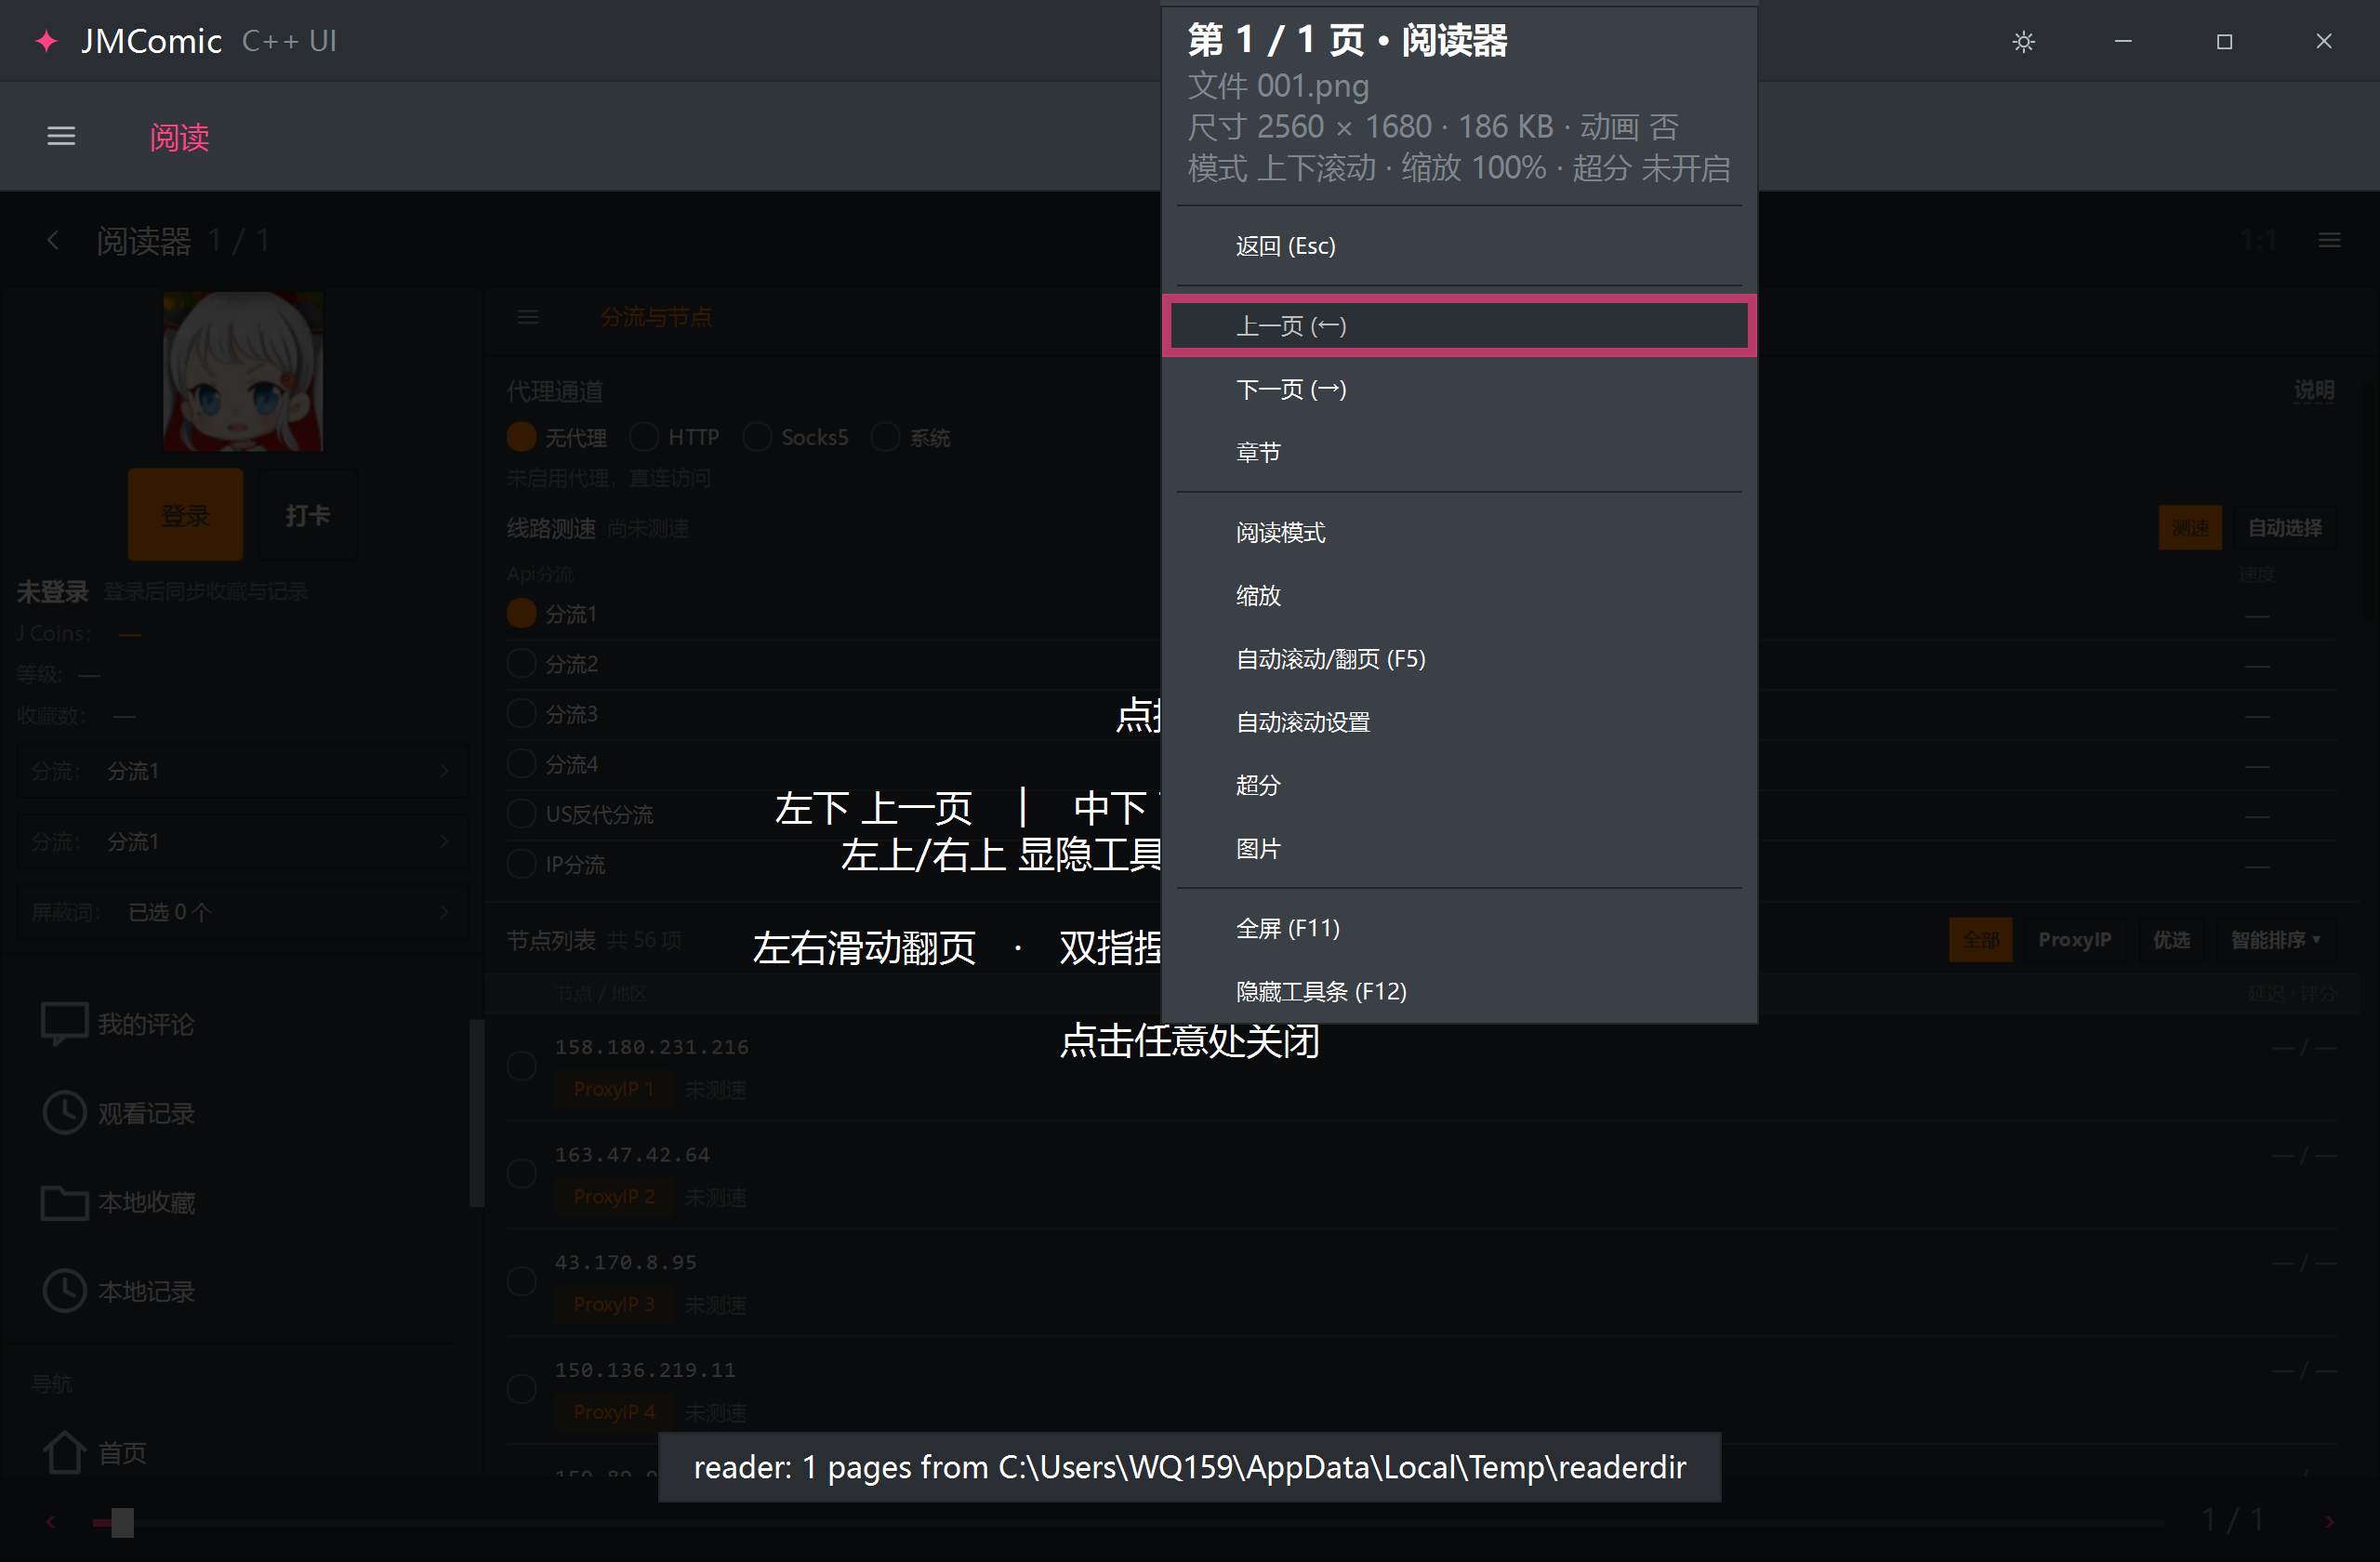 JMComic C++ UI
阅读
阅读器 1 / 1
1:1
第 1 / 1 页 • 阅读器
文件 001.png
尺寸 2560 × 1680 · 186 KB · 动画 否
模式 上下滚动 · 缩放 100% · 超分 未开启
返回 (Esc)
上一页 (←)
下一页 (→)
章节
阅读模式
缩放
自动滚动/翻页 (F5)
自动滚动设置
超分
图片
全屏 (F11)
隐藏工具条 (F12)
登录
打卡
未登录 登录后同步收藏与记录
J Coins: —
等级: —
收藏数: —
分流: 分流1
分流: 分流1
屏蔽词: 已选 0 个
我的评论
观看记录
本地收藏
本地记录
导航
首页
分流与节点
代理通道
说明
无代理 HTTP Socks5 系统
未启用代理，直连访问
线路测速 尚未测速
测速 自动选择
Api分流
速度
分流1 —
分流2 —
分流3 —
分流4 —
US反代分流 —
IP分流 —
左下 上一页 | 中下
左上/右上 显隐工具
左右滑动翻页 · 双指捏
点击任意处关闭
节点列表 共 56 项
全部 ProxyIP 优选 智能排序 ▾
节点 / 地区
延迟 · 评分
158.180.231.216 — / —
ProxyIP 1 未测速
163.47.42.64 — / —
ProxyIP 2 未测速
43.170.8.95 — / —
ProxyIP 3 未测速
150.136.219.11 — / —
ProxyIP 4 未测速
reader: 1 pages from C:\Users\WQ159\AppData\Local\Temp\readerdir
1 / 1